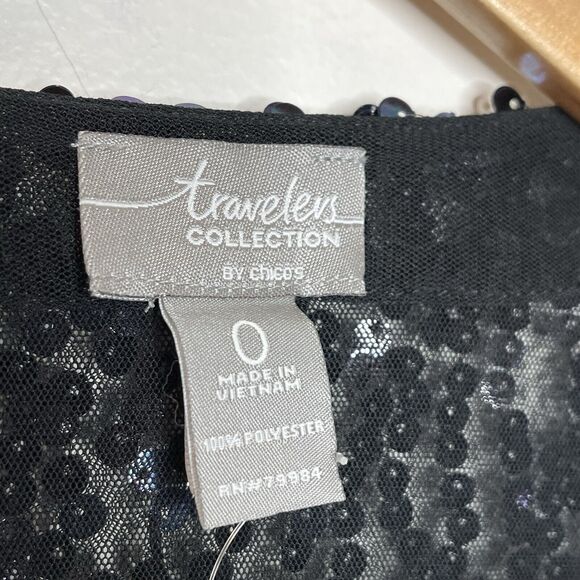 travelers
COLLECTION
BY chico's
0
MADE IN
VIETNAM
100% POLYESTER
RN#79984